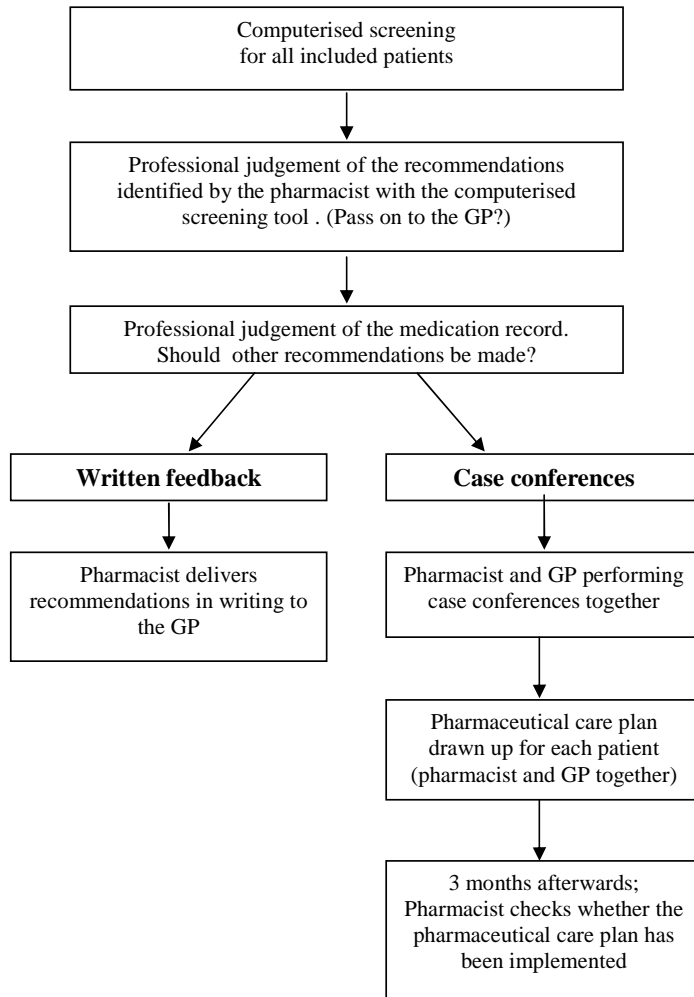 Computerised screening
for all included patients
Professional judgement of the recommendations
identified by the pharmacist with the computerised
screening tool . (Pass on to the GP?)
Professional judgement of the medication record.
Should other recommendations be made?
Written feedback
Pharmacist delivers
recommendations in writing to
the GP
Case conferences
Pharmacist and GP performing
case conferences together
Pharmaceutical care plan
drawn up for each patient
(pharmacist and GP together)
3 months afterwards;
Pharmacist checks whether the
pharmaceutical care plan has
been implemented